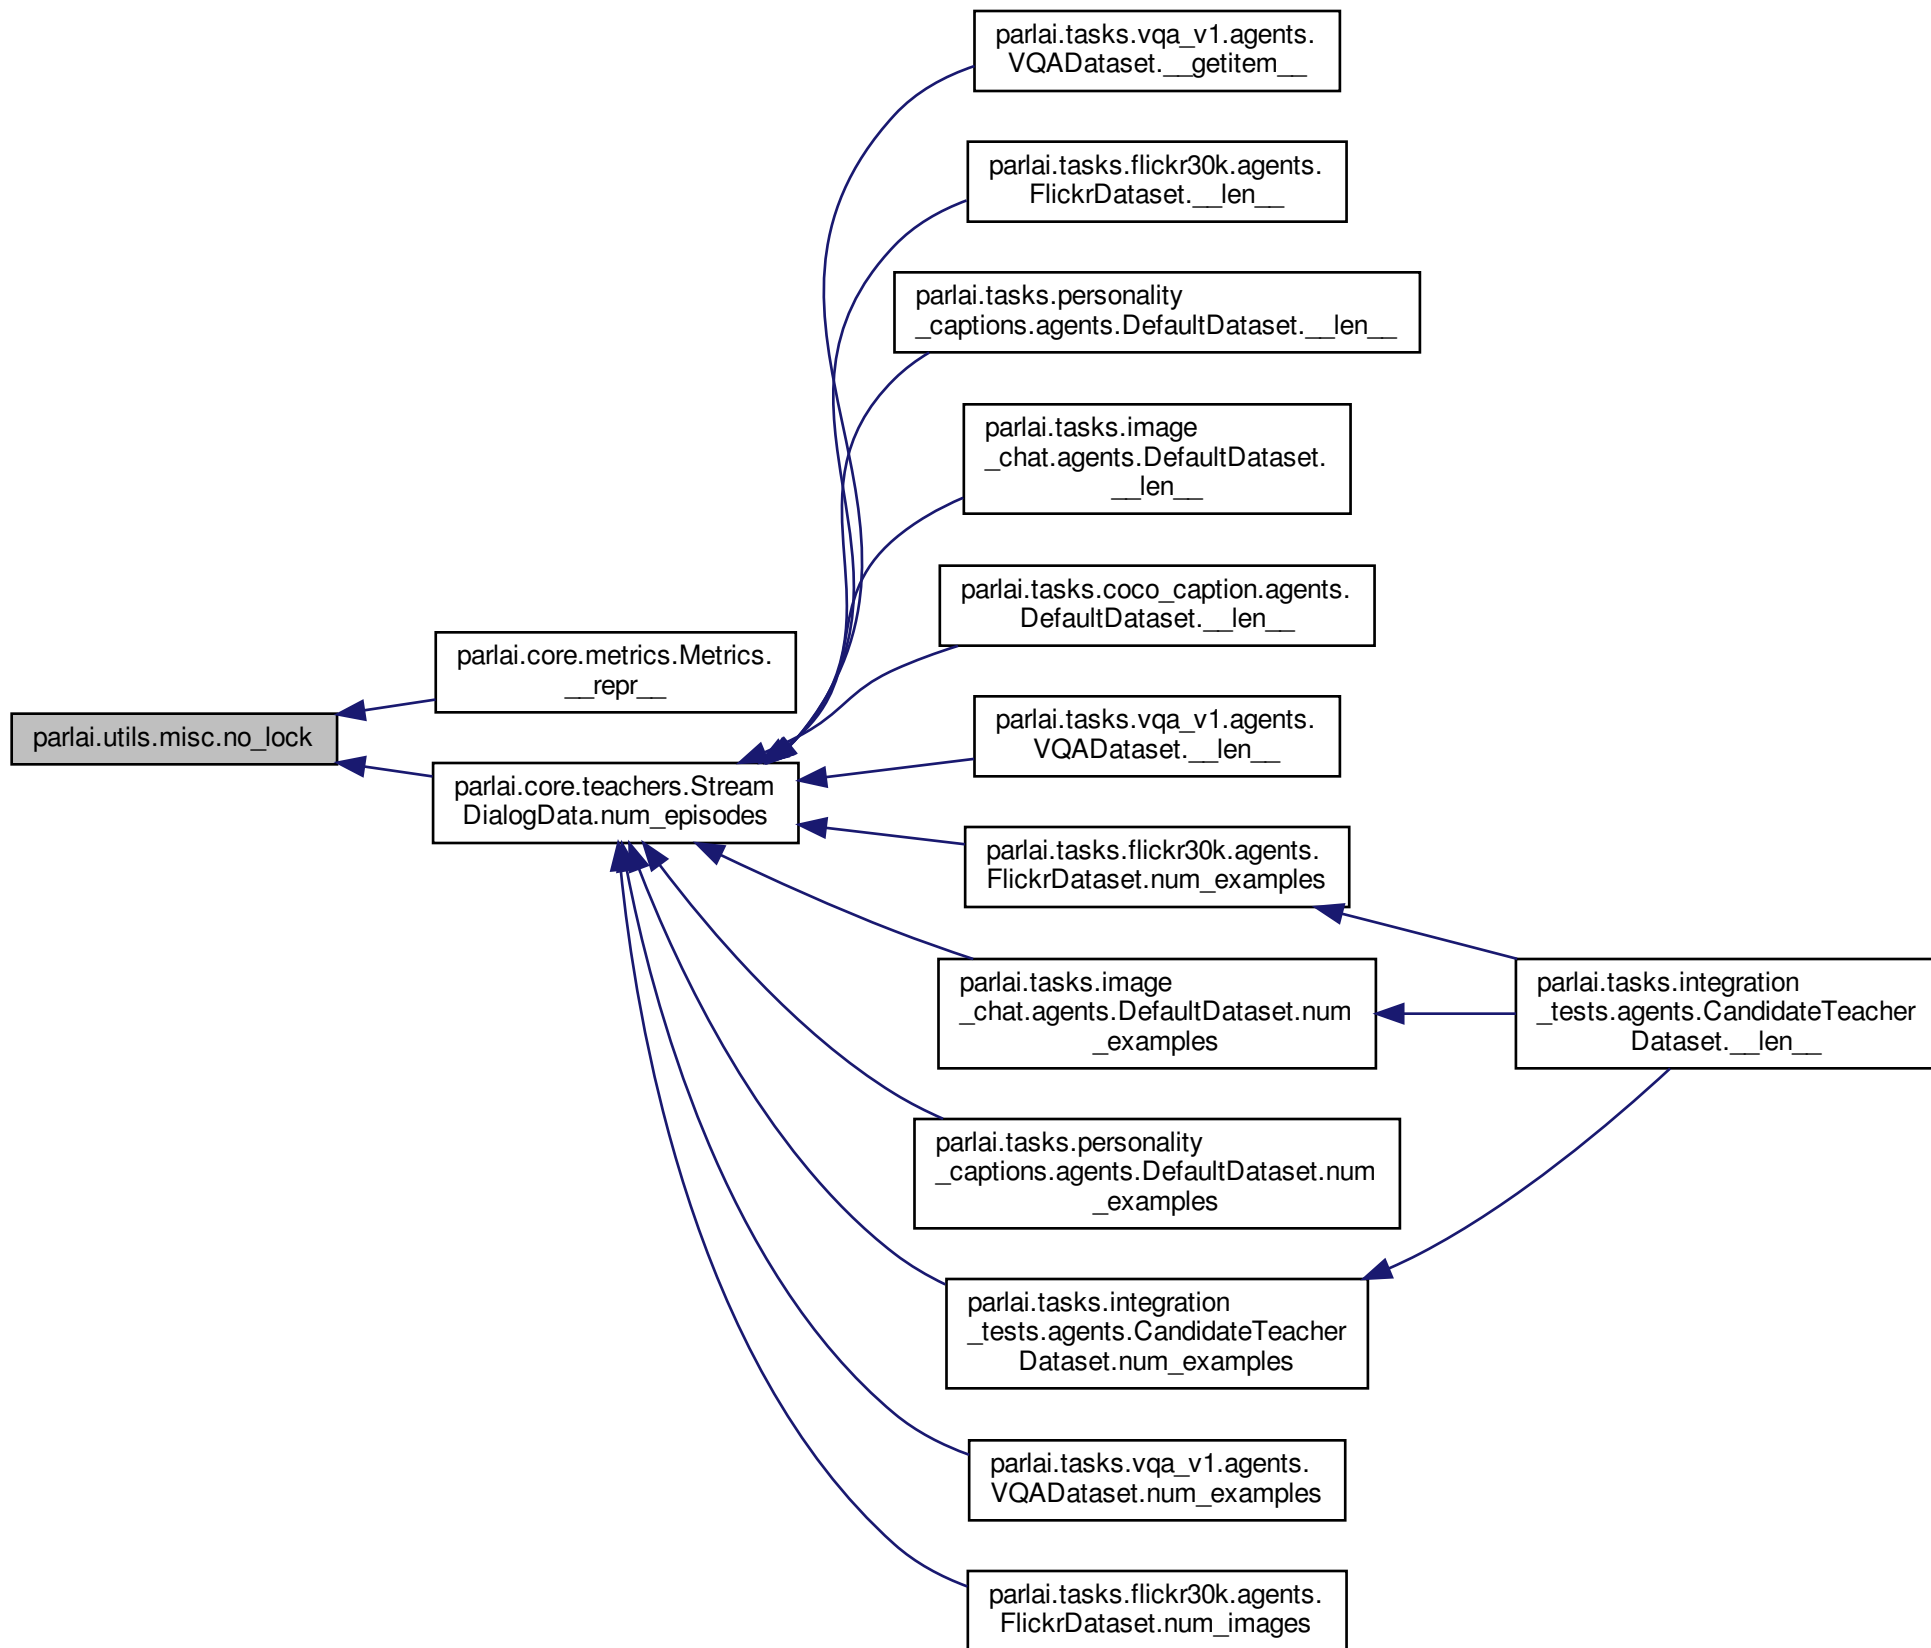 parlai.utils.misc.no_lock
parlai.core.metrics.Metrics.
__repr__
parlai.core.teachers.Stream
DialogData.num_episodes
parlai.tasks.vqa_v1.agents.
VQADataset.__getitem__
parlai.tasks.flickr30k.agents.
FlickrDataset.__len__
parlai.tasks.personality
_captions.agents.DefaultDataset.__len__
parlai.tasks.image
_chat.agents.DefaultDataset.
__len__
parlai.tasks.coco_caption.agents.
DefaultDataset.__len__
parlai.tasks.vqa_v1.agents.
VQADataset.__len__
parlai.tasks.flickr30k.agents.
FlickrDataset.num_examples
parlai.tasks.image
_chat.agents.DefaultDataset.num
_examples
parlai.tasks.personality
_captions.agents.DefaultDataset.num
_examples
parlai.tasks.integration
_tests.agents.CandidateTeacher
Dataset.num_examples
parlai.tasks.vqa_v1.agents.
VQADataset.num_examples
parlai.tasks.flickr30k.agents.
FlickrDataset.num_images
parlai.tasks.integration
_tests.agents.CandidateTeacher
Dataset.__len__